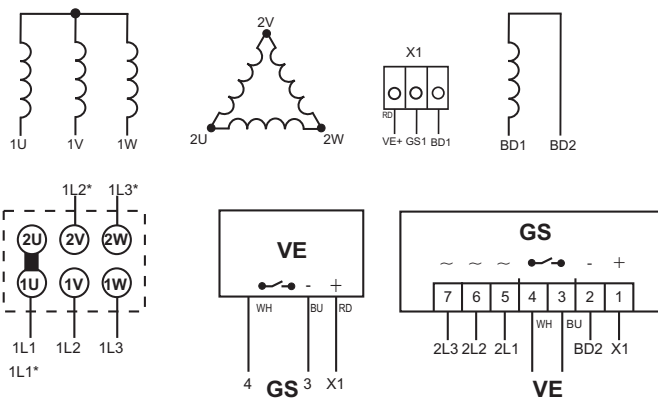 2V
X1
RD
1U 1V 1W
2U 2W
VE+ GS1 BD1
BD1 BD2
1L2* 1L3*
2U 2V 2W
1U 1V 1W
1L1 1L2 1L3
1L1*
VE
- +
WH BU RD
4 GS 3 X1
GS
~ ~ ~ - +
7 6 5 4 3 2 1
WH BU
2L3 2L2 2L1 BD2 X1
VE